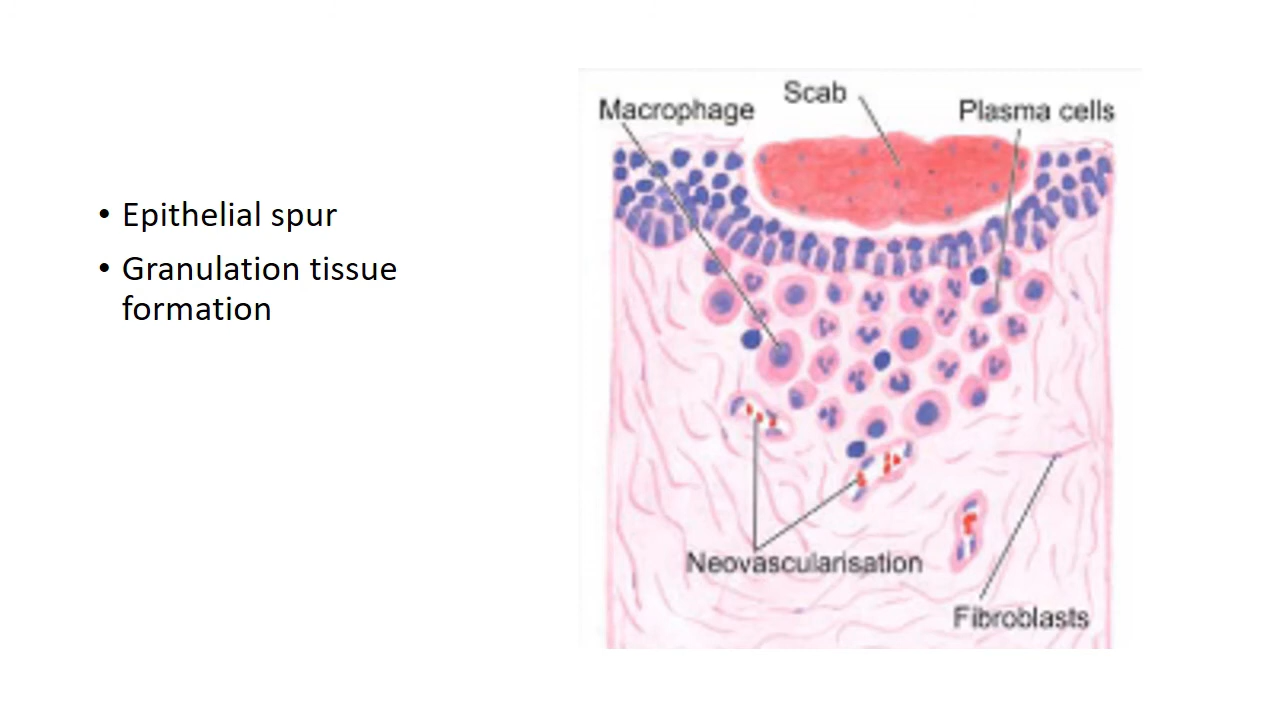 • Epithelial spur
• Granulation tissue
formation
Scab
Macrophage
Plasma cells
Neovascularisation
Fibroblasts